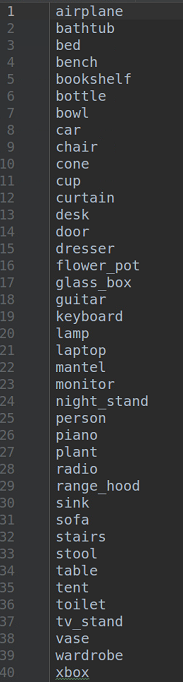 1 airplane
2 bathtub
3 bed
4 bench
5 bookshelf
6 bottle
7 bowl
8 car
9 chair
10 cone
11 cup
12 curtain
13 desk
14 door
15 dresser
16 flower_pot
17 glass_box
18 guitar
19 keyboard
20 lamp
21 laptop
22 mantel
23 monitor
24 night_stand
25 person
26 piano
27 plant
28 radio
29 range_hood
30 sink
31 sofa
32 stairs
33 stool
34 table
35 tent
36 toilet
37 tv_stand
38 vase
39 wardrobe
40 xbox